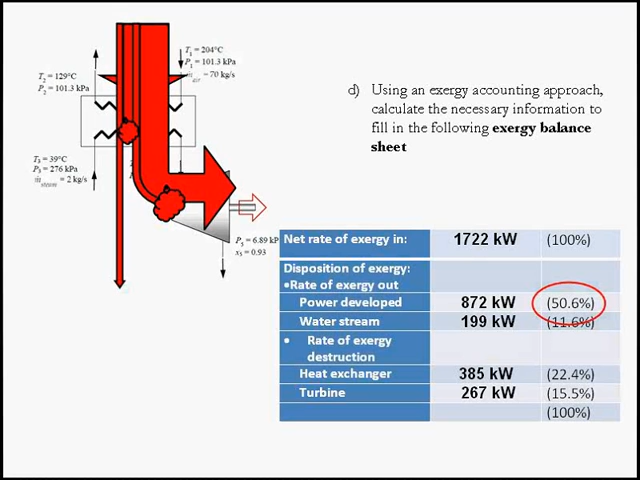 T₁ = 204°C
P₁ = 101.3 kPa
ṁair = 70 kg/s
T₂ = 129°C
P₂ = 101.3 kPa
T₃ = 39°C
P₃ = 276 kPa
ṁsteam = 2 kg/s
P₅ = 6.89 kP
x₅ = 0.93
d) Using an exergy accounting approach,
calculate the necessary information to
fill in the following exergy balance
sheet
Net rate of exergy in: 1722 kW (100%)
Disposition of exergy:
•Rate of exergy out
Power developed 872 kW (50.6%)
Water stream 199 kW (11.6%)
• Rate of exergy
destruction
Heat exchanger 385 kW (22.4%)
Turbine 267 kW (15.5%)
(100%)